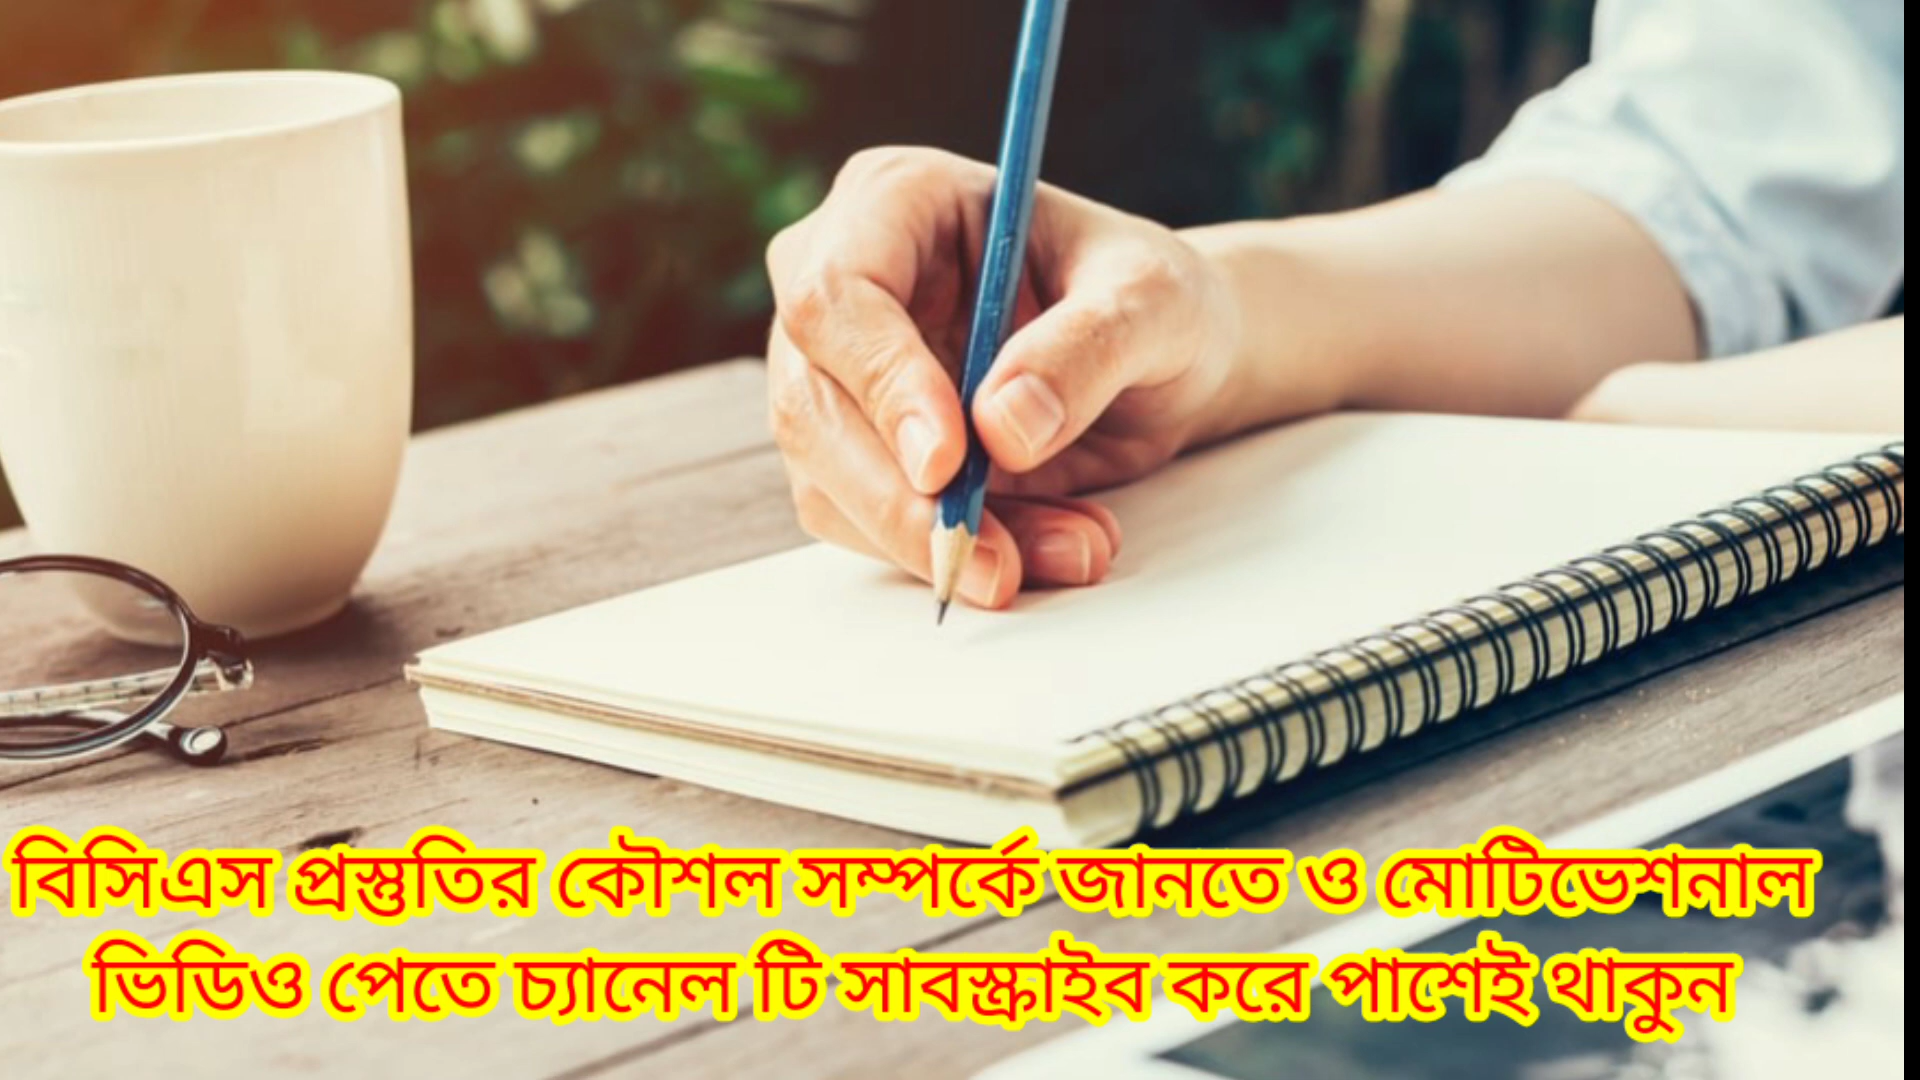 বিসিএস প্রস্তুতির কৌশল সম্পর্কে জানতে ও মোটিভেশনাল
ভিডিও পেতে চ্যানেল টি সাবস্ক্রাইব করে পাশেই থাকুন